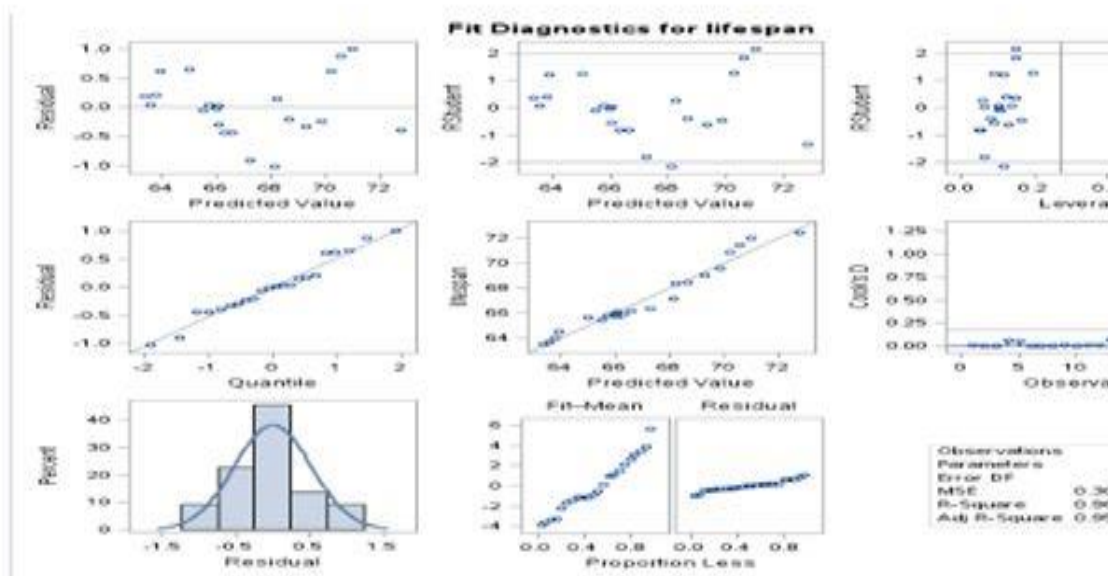 Fit Diagnostics for lifespan
1.0
0.5
0.0
-0.5
-1.0
Residual
64 66 68 70 72
Predicted Value
2
1
0
-1
-2
RStudent
64 66 68 70 72
Predicted Value
2
1
0
-1
-2
RStudent
0.0 0.2
Levera
1.0
0.5
0.0
-0.5
-1.0
Residual
-2 -1 0 1 2
Quantile
72
70
68
66
64
lifespan
64 66 68 70 72
Predicted Value
1.25
1.00
0.75
0.50
0.25
0.00
Cook's D
0 5 10
Observa
40
30
20
10
0
Percent
-1.5 -0.5 0.5 1.5
Residual
Fit–Mean Residual
6
4
2
0
-2
-4
0.0 0.4 0.8 0.0 0.4 0.8
Proportion Less
Observations
Parameters
Error DF
MSE 0.3
R-Square 0.9
Adj R-Square 0.9